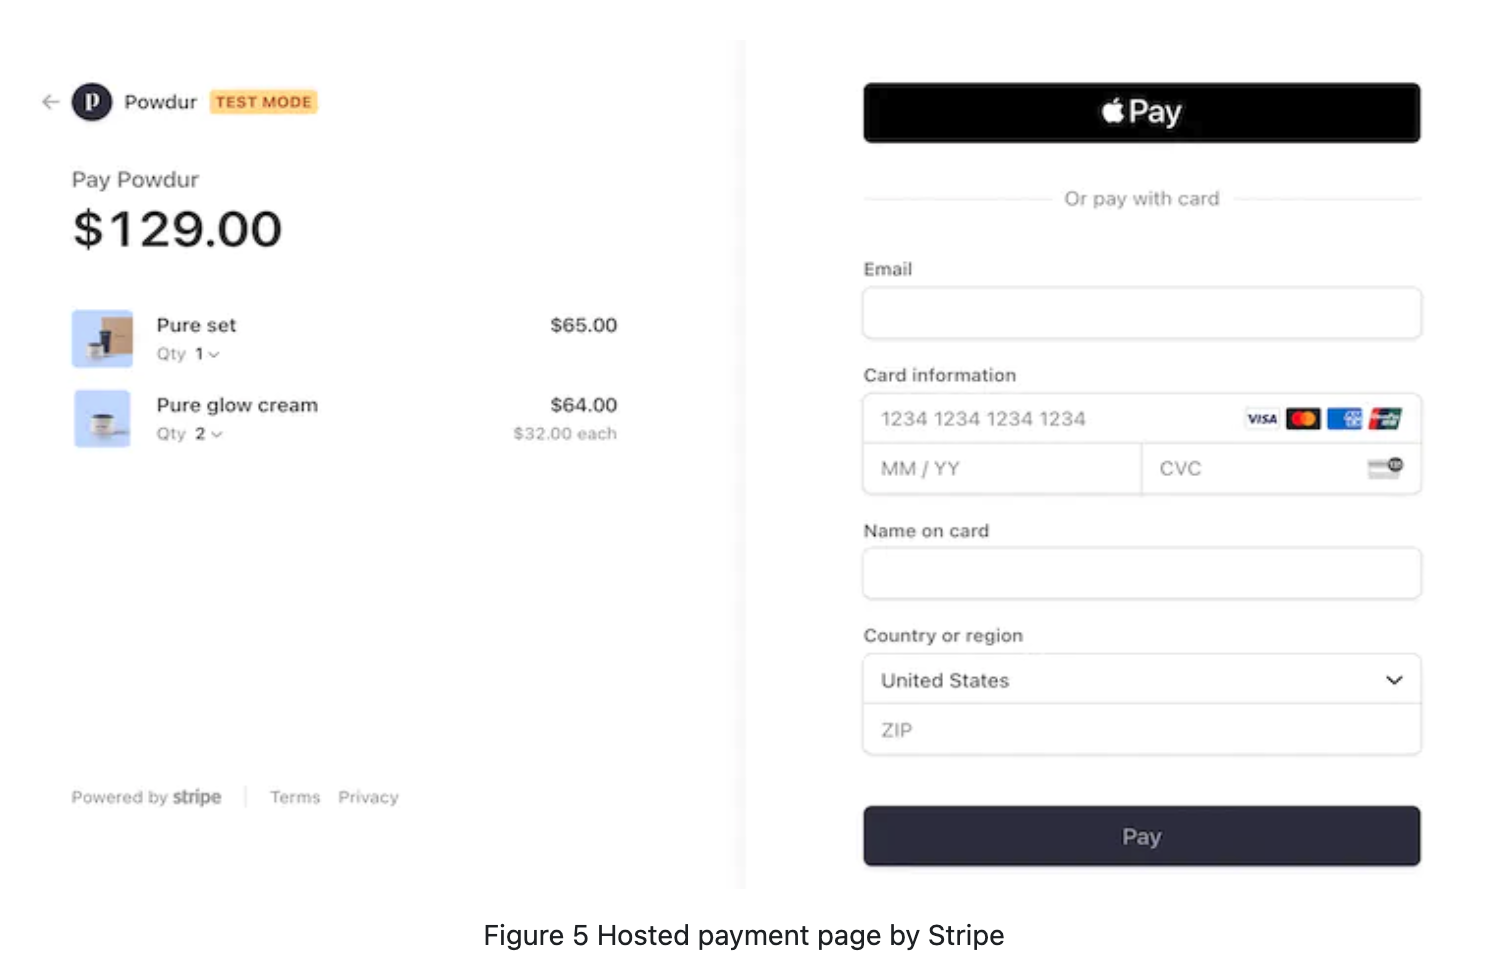 Powdur TEST MODE
Pay Powdur
$129.00
Pure set $65.00
Qty 1
Pure glow cream $64.00
Qty 2 $32.00 each
Powered by stripe Terms Privacy
Pay
Or pay with card
Email
Card information
1234 1234 1234 1234 VISA
MM / YY CVC
Name on card
Country or region
United States
ZIP
Pay
Figure 5 Hosted payment page by Stripe